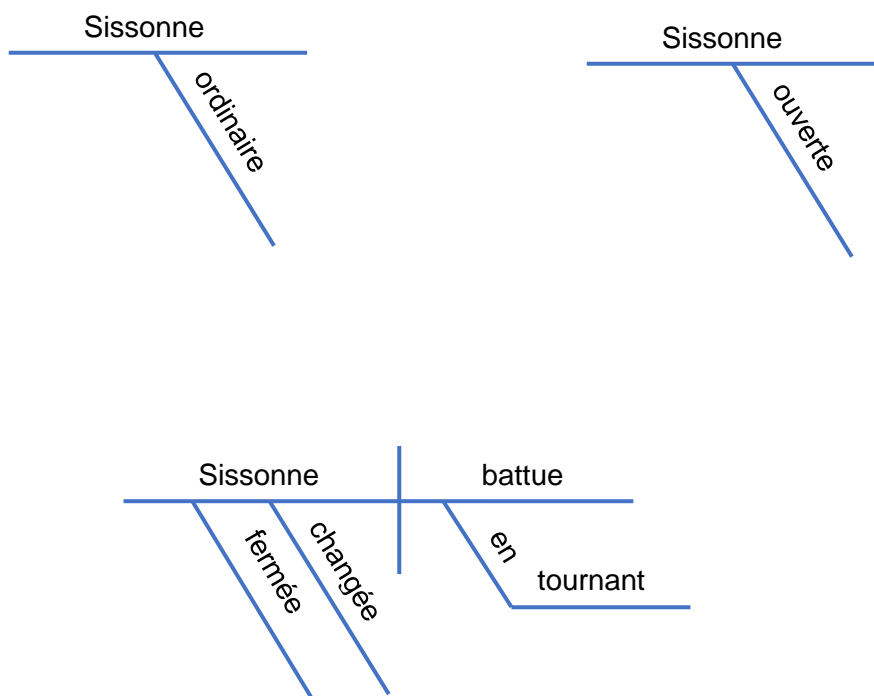 Sissonne
ordinaire
Sissonne
ouverte
Sissonne
fermée
changée
battue
en
tournant